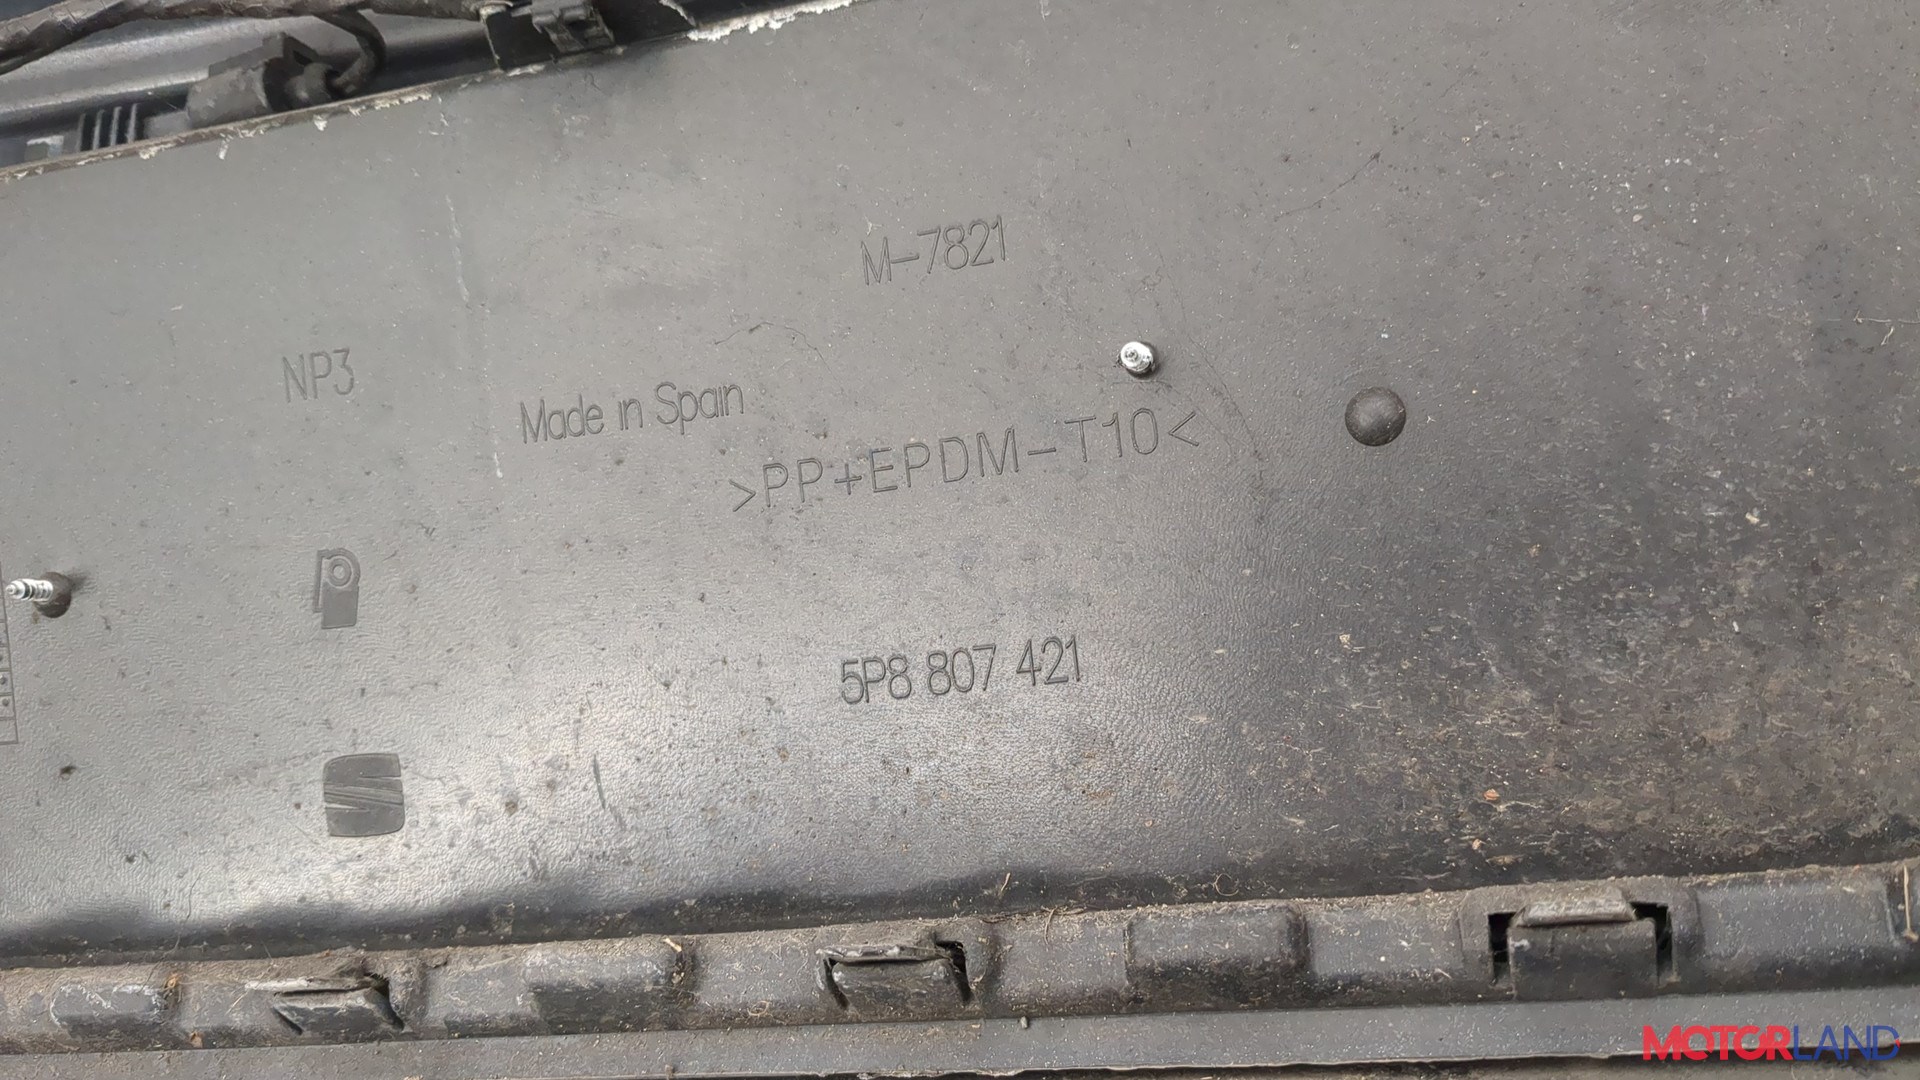 M-7821
NP3
Made in Spain
>PP+EPDM-T10<
5P8 807 421
MOTORLAND